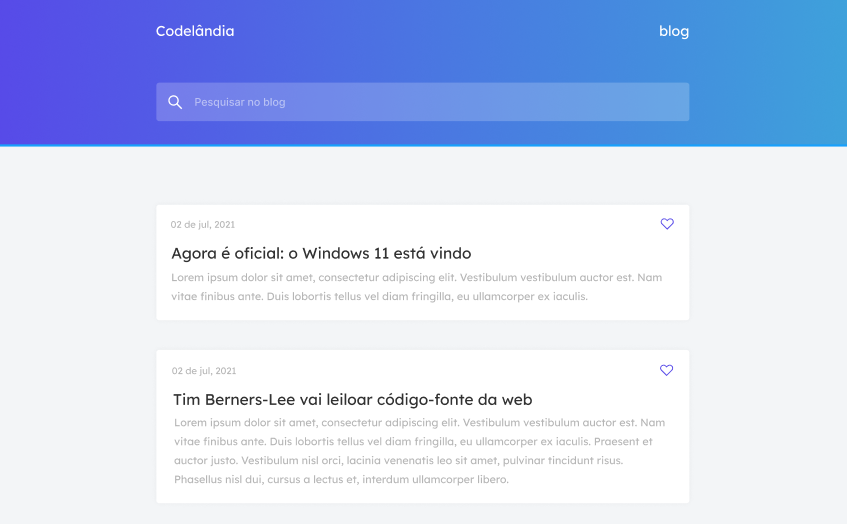 Codelândia
blog
Pesquisar no blog
02 de jul, 2021
Agora é oficial: o Windows 11 está vindo
Lorem ipsum dolor sit amet, consectetur adipiscing elit. Vestibulum vestibulum auctor est. Nam
vitae finibus ante. Duis lobortis tellus vel diam fringilla, eu ullamcorper ex iaculis.
02 de jul, 2021
Tim Berners-Lee vai leiloar código-fonte da web
Lorem ipsum dolor sit amet, consectetur adipiscing elit. Vestibulum vestibulum auctor est. Nam
vitae finibus ante. Duis lobortis tellus vel diam fringilla, eu ullamcorper ex iaculis. Praesent et
auctor justo. Vestibulum nisl orci, lacinia venenatis leo sit amet, pulvinar tincidunt risus.
Phasellus nisl dui, cursus a lectus et, interdum ullamcorper libero.